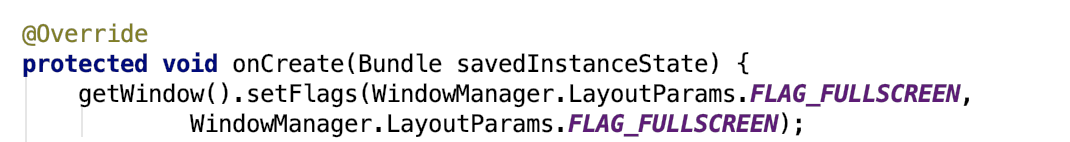 @Override
protected void onCreate(Bundle savedInstanceState) {
    getWindow().setFlags(WindowManager.LayoutParams.FLAG_FULLSCREEN,
            WindowManager.LayoutParams.FLAG_FULLSCREEN);